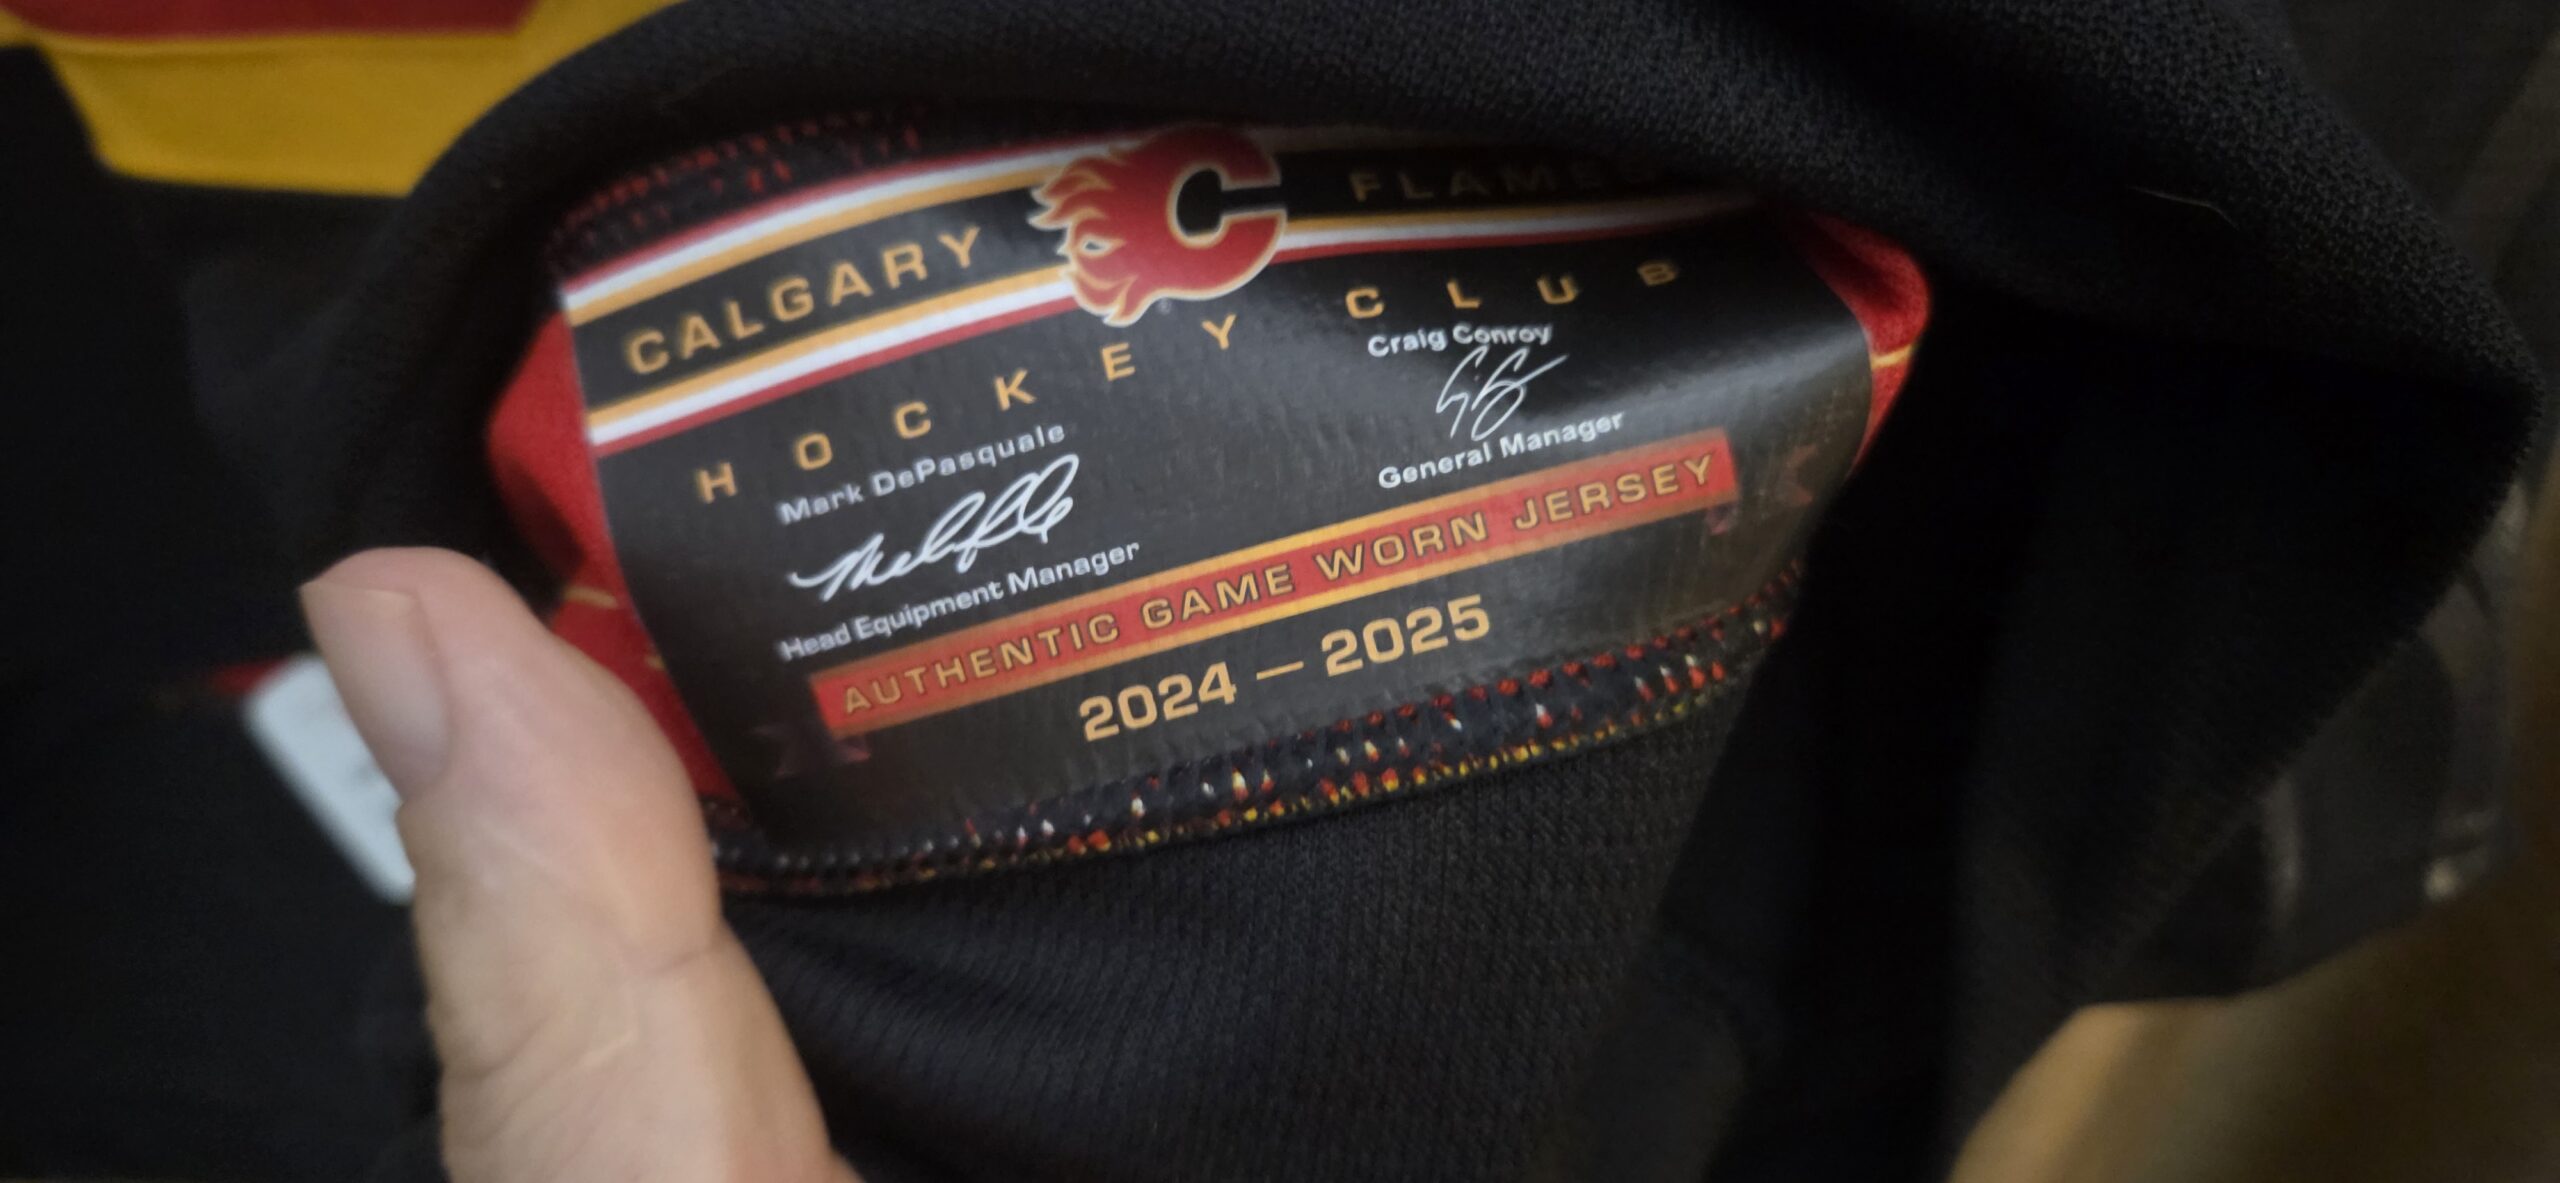 CALGARY FLAMES
HOCKEY CLUB
Mark DePasquale
Head Equipment Manager
Craig Conroy
General Manager
AUTHENTIC GAME WORN JERSEY
2024 — 2025